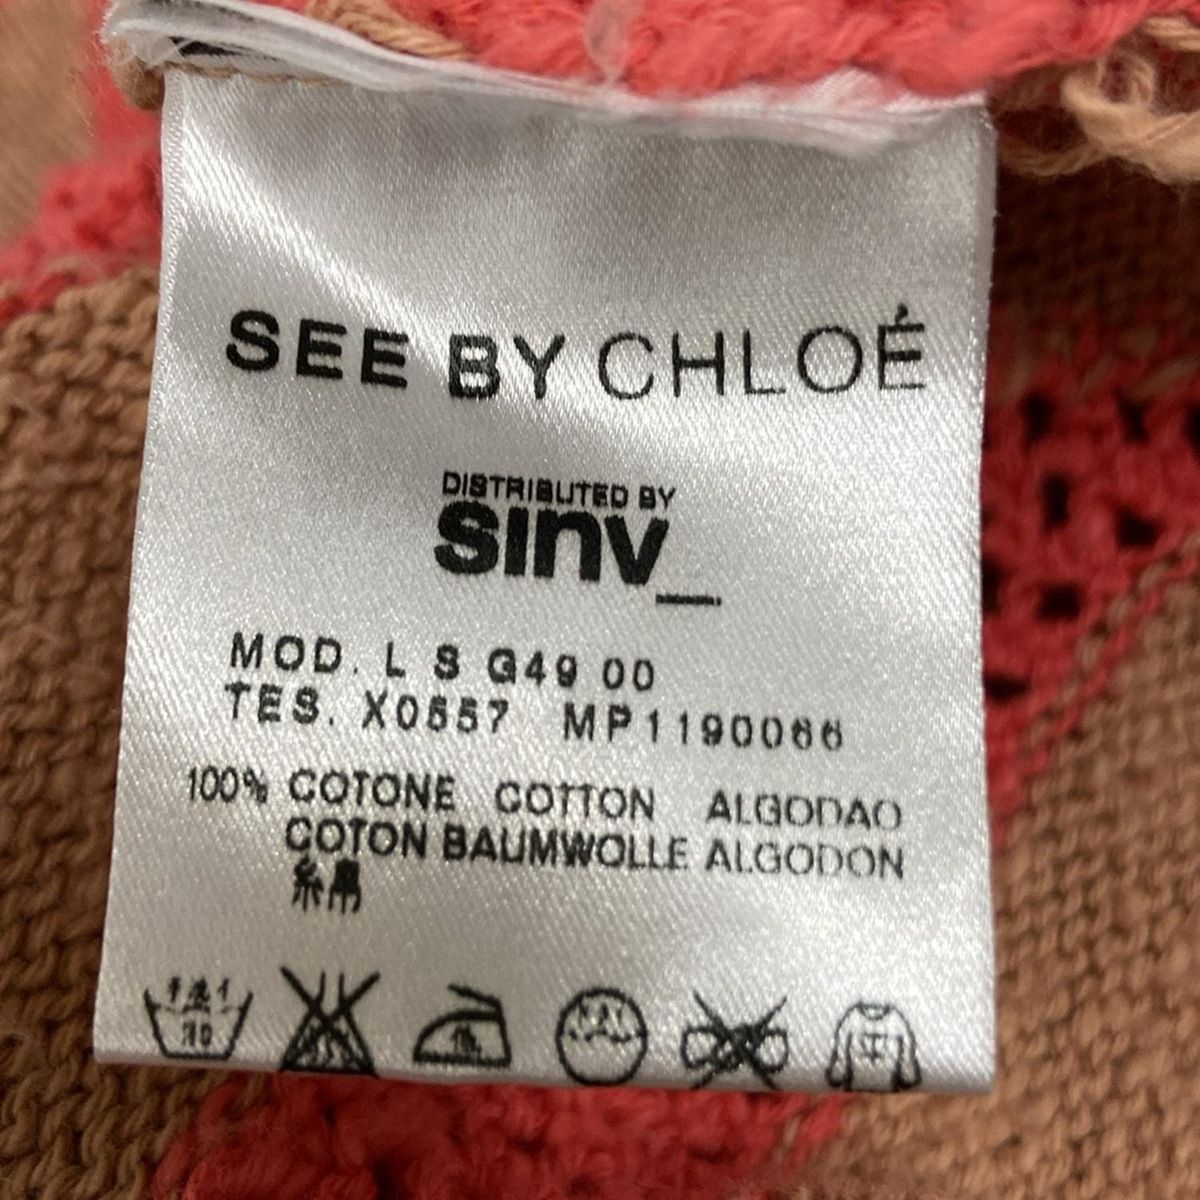 SEE BY CHLOÉ
DISTRIBUTED BY
sinv_
MOD. L S G49 00
TES. X0557 MP1190066
100% COTONE COTTON ALGODAO
COTON BAUMWOLLE ALGODON